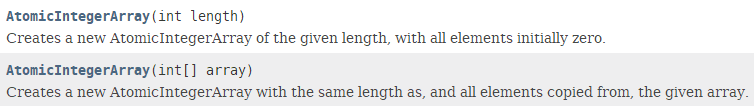 AtomicIntegerArray(int length)
Creates a new AtomicIntegerArray of the given length, with all elements initially zero.
AtomicIntegerArray(int[] array)
Creates a new AtomicIntegerArray with the same length as, and all elements copied from, the given array.